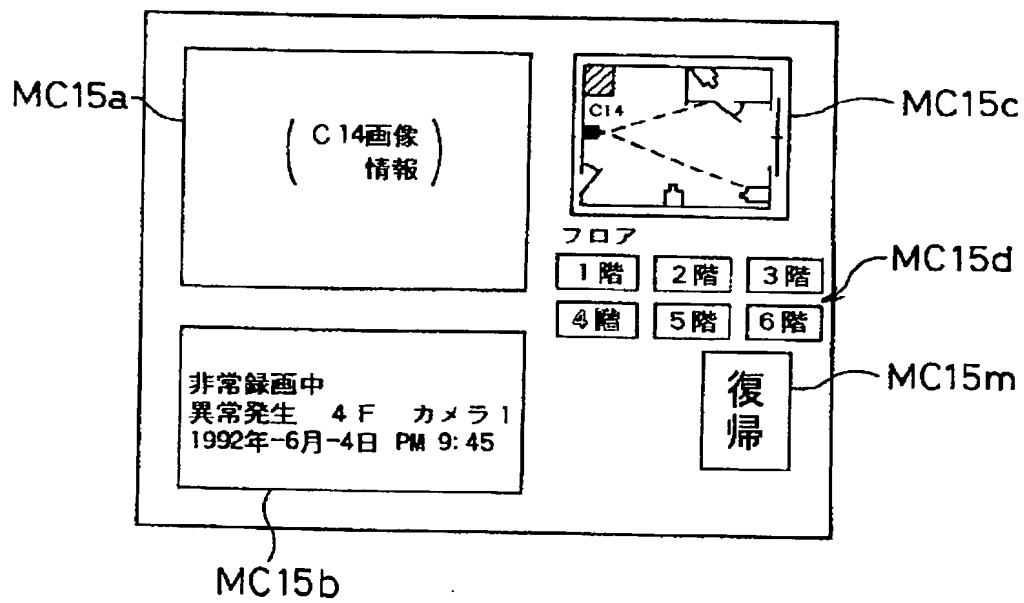 MC15a
( C14画像
情報 )
C14
MC15c
フロア
1階 2階 3階
4階 5階 6階
MC15d
非常録画中
異常発生 4F カメラ1
1992年-6月-4日 PM 9:45
復
帰
MC15m
MC15b